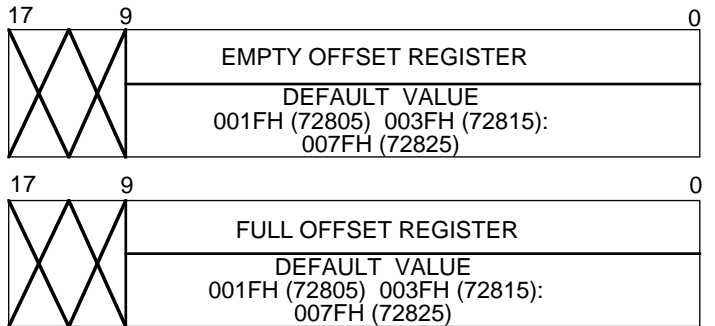 17 9 0
EMPTY OFFSET REGISTER
DEFAULT VALUE
001FH (72805) 003FH (72815):
007FH (72825)
17 9 0
FULL OFFSET REGISTER
DEFAULT VALUE
001FH (72805) 003FH (72815):
007FH (72825)